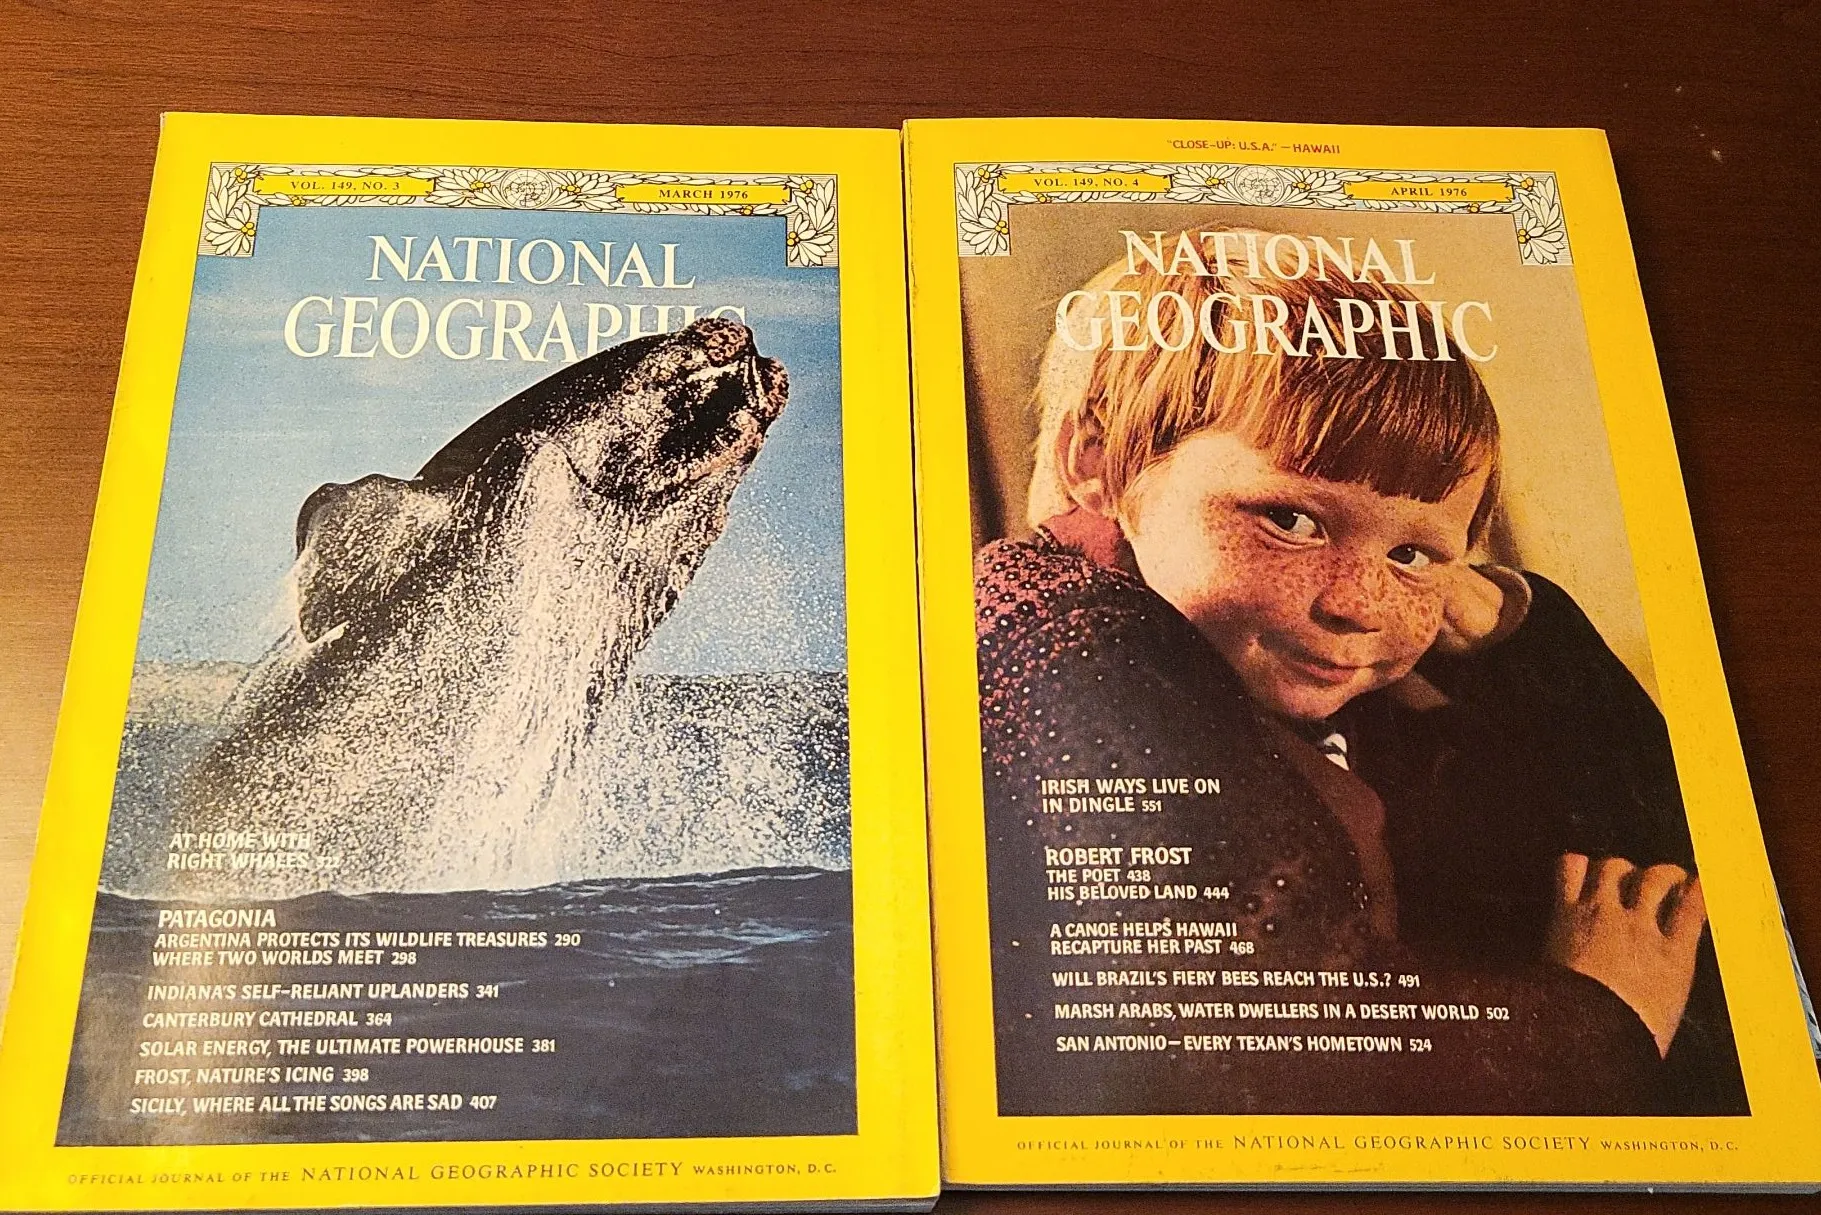 VOL. 149, NO. 3
MARCH 1976
NATIONAL
GEOGRAPHIC
AT HOME WITH
RIGHT WHALES 322
PATAGONIA
ARGENTINA PROTECTS ITS WILDLIFE TREASURES 290
WHERE TWO WORLDS MEET 298
INDIANA'S SELF-RELIANT UPLANDERS 341
CANTERBURY CATHEDRAL 364
SOLAR ENERGY, THE ULTIMATE POWERHOUSE 381
FROST, NATURE'S ICING 398
SICILY, WHERE ALL THE SONGS ARE SAD 407
OFFICIAL JOURNAL OF THE NATIONAL GEOGRAPHIC SOCIETY WASHINGTON, D.C.
"CLOSE-UP: U.S.A." — HAWAII
VOL. 149, NO. 4
APRIL 1976
NATIONAL
GEOGRAPHIC
IRISH WAYS LIVE ON
IN DINGLE 551
ROBERT FROST
THE POET 438
HIS BELOVED LAND 444
A CANOE HELPS HAWAII
RECAPTURE HER PAST 468
WILL BRAZIL'S FIERY BEES REACH THE U.S.? 491
MARSH ARABS, WATER DWELLERS IN A DESERT WORLD 502
SAN ANTONIO—EVERY TEXAN'S HOMETOWN 524
OFFICIAL JOURNAL OF THE NATIONAL GEOGRAPHIC SOCIETY WASHINGTON, D.C.